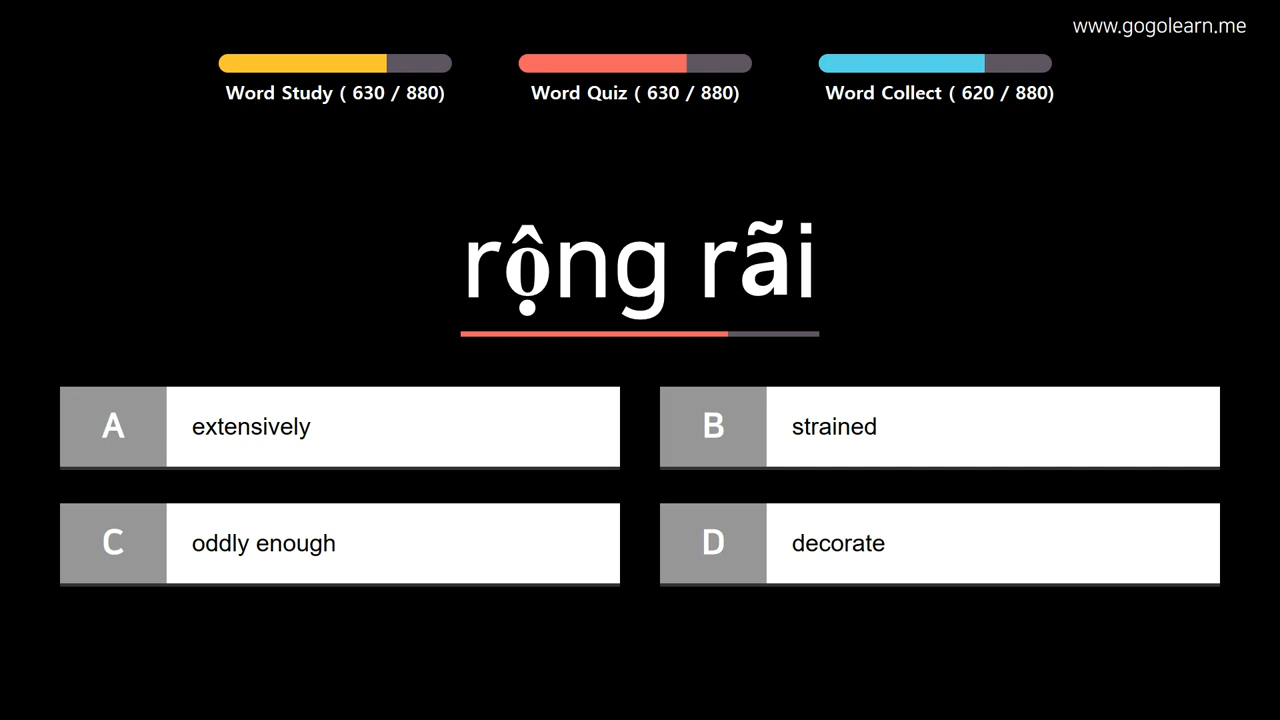 www.gogolearn.me
Word Study ( 630 / 880)
Word Quiz ( 630 / 880)
Word Collect ( 620 / 880)
rộng rãi
A extensively
B strained
C oddly enough
D decorate